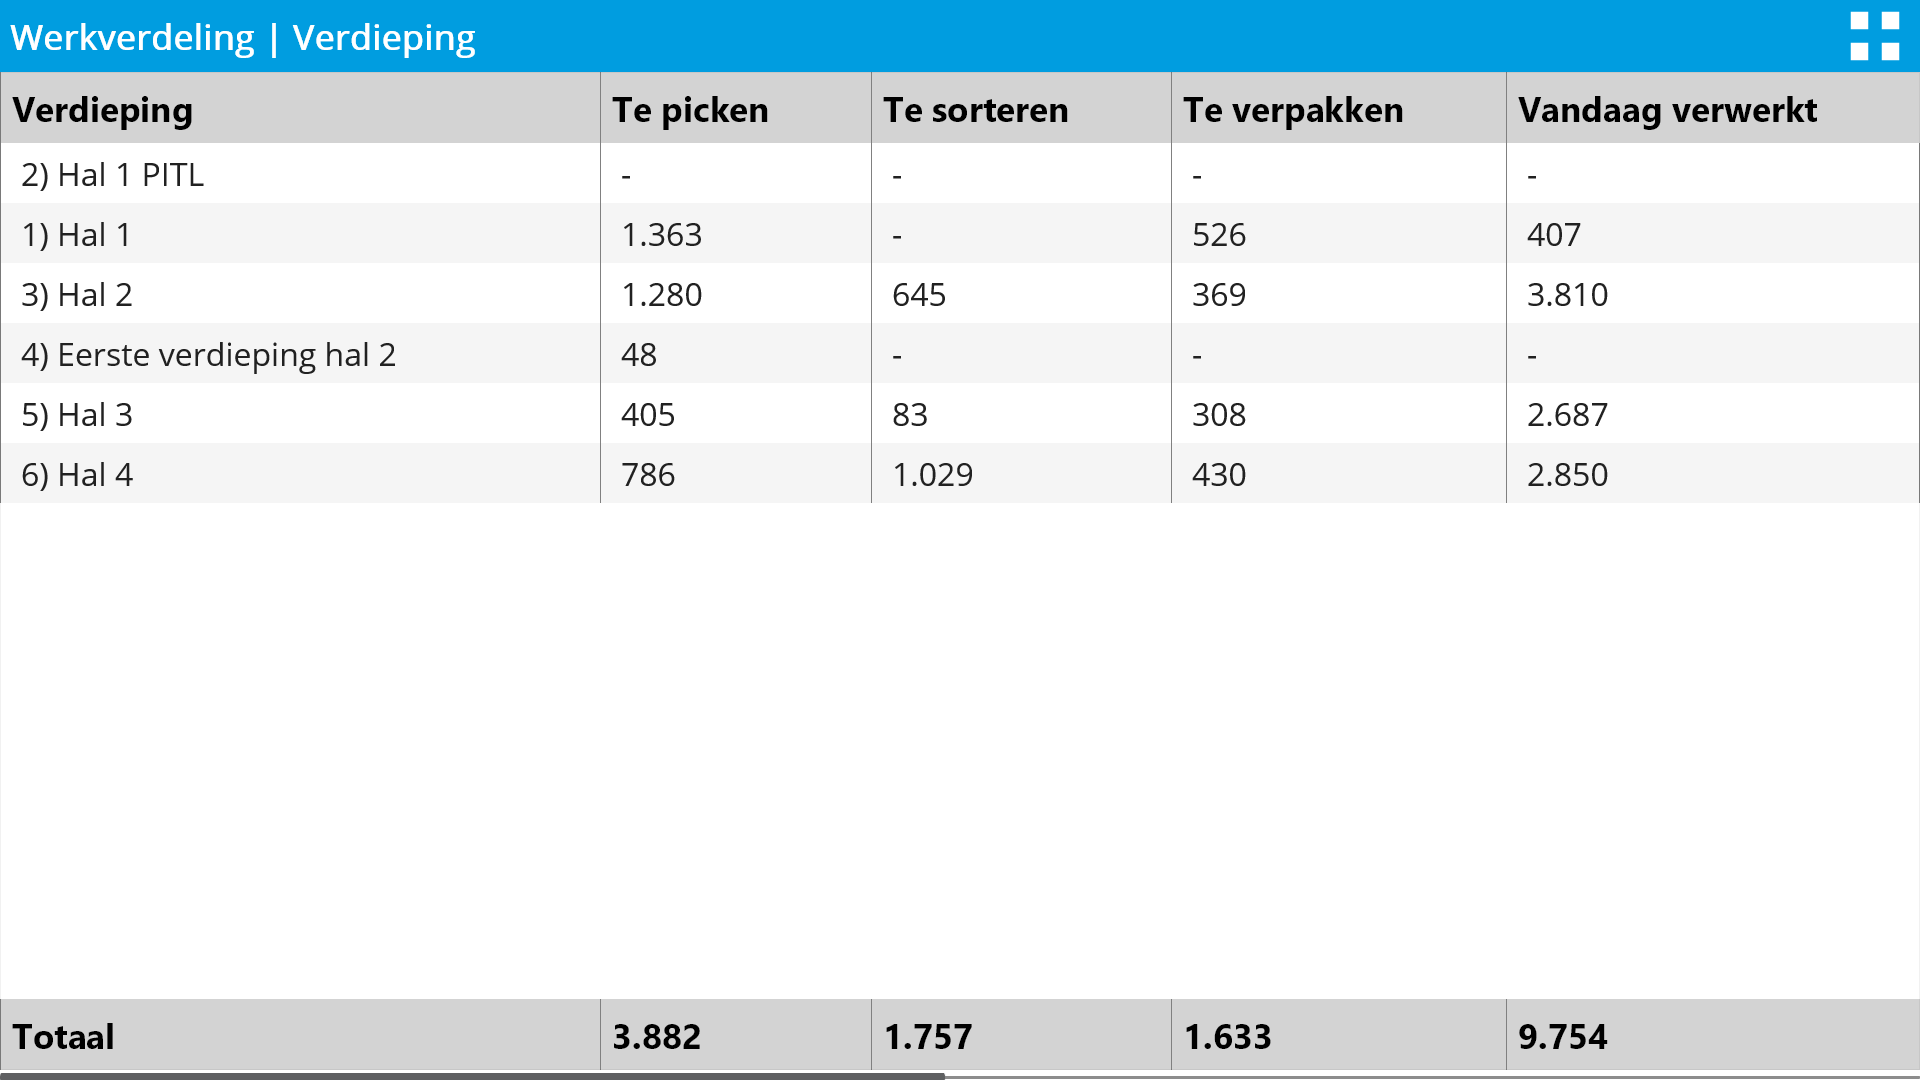 Werkverdeling | Verdieping
Verdieping Te picken Te sorteren Te verpakken Vandaag verwerkt
2) Hal 1 PITL - - - -
1) Hal 1 1.363 - 526 407
3) Hal 2 1.280 645 369 3.810
4) Eerste verdieping hal 2 48 - - -
5) Hal 3 405 83 308 2.687
6) Hal 4 786 1.029 430 2.850
Totaal 3.882 1.757 1.633 9.754